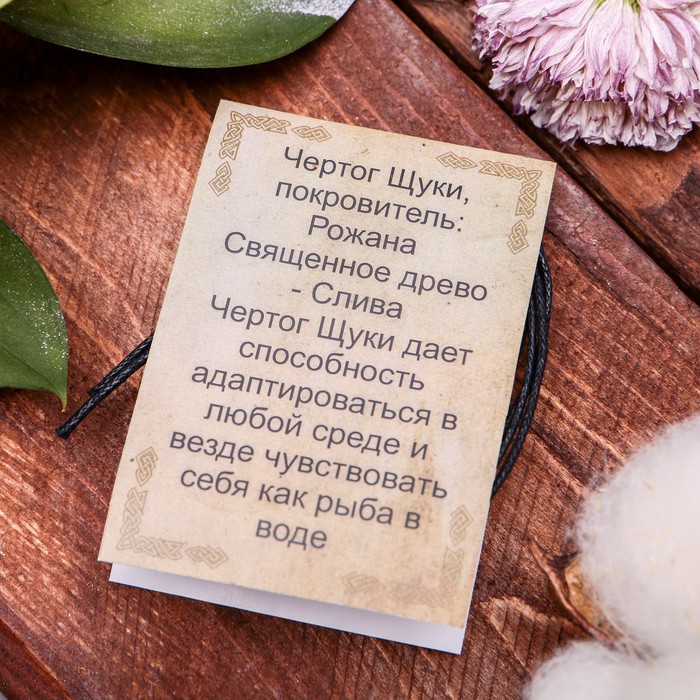 Чертог Щуки,
покровитель:
Рожана
Священное древо
- Слива
Чертог Щуки дает
способность
адаптироваться в
любой среде и
везде чувствовать
себя как рыба в
воде